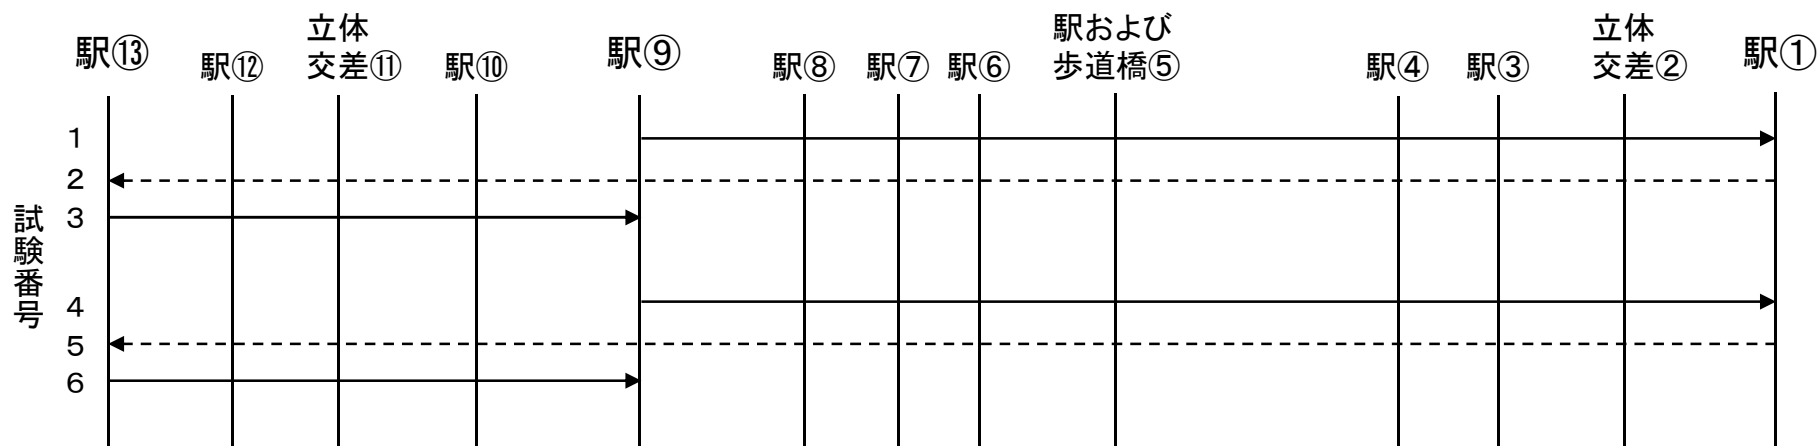 駅⑬
駅⑫
立体
交差⑪
駅⑩
駅⑨
駅⑧
駅⑦
駅⑥
駅および
歩道橋⑤
駅④
駅③
立体
交差②
駅①
試験番号
1
2
3
4
5
6